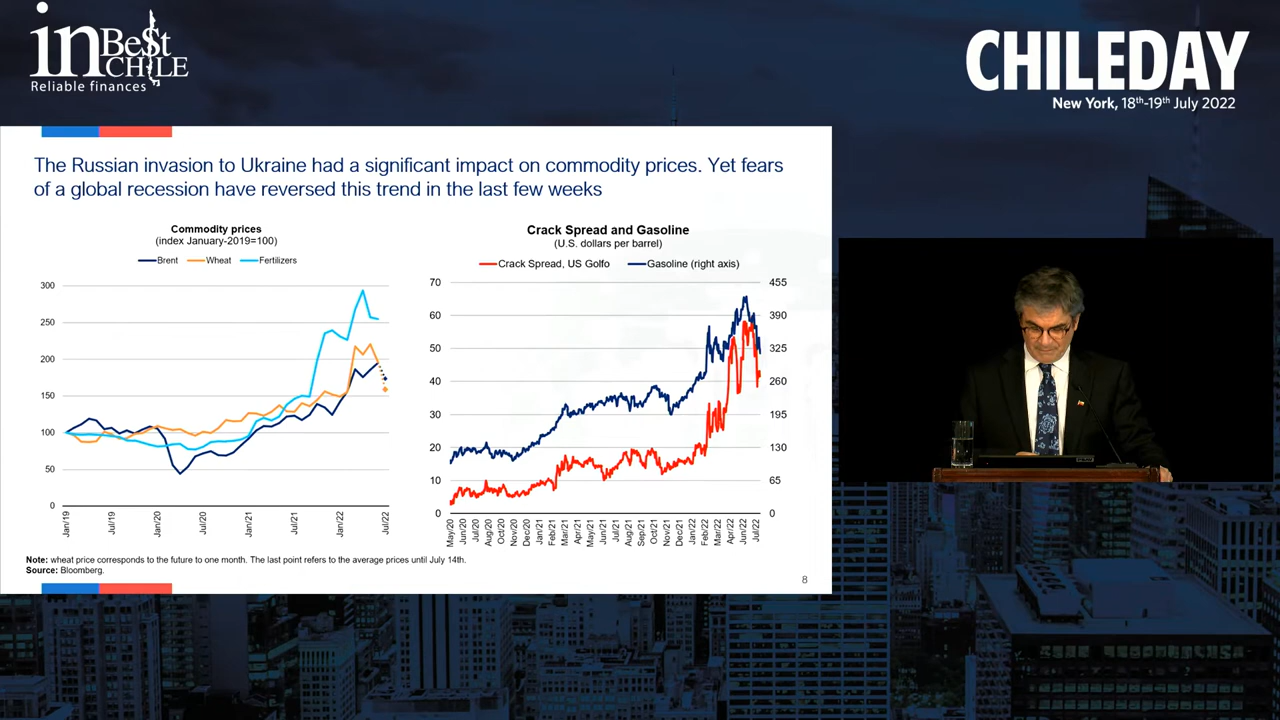 inBe$t
CHILE
Reliable finances
CHILEDAY
New York, 18th-19th July 2022
The Russian invasion to Ukraine had a significant impact on commodity prices. Yet fears
of a global recession have reversed this trend in the last few weeks
Commodity prices
(index January-2019=100)
Brent Wheat Fertilizers
300
250
200
150
100
50
0
Jan/19 Jul/19 Jan/20 Jul/20 Jan/21 Jul/21 Jan/22 Jul/22
Crack Spread and Gasoline
(U.S. dollars per barrel)
Crack Spread, US Golfo Gasoline (right axis)
70 455
60 390
50 325
40 260
30 195
20 130
10 65
0 0
May/20 Jun/20 Jul/20 Aug/20 Oct/20 Nov/20 Dec/20 Jan/21 Feb/21 Mar/21 Apr/21 May/21 Jun/21 Jul/21 Aug/21 Sep/21 Oct/21 Nov/21 Dec/21 Jan/22 Feb/22 Mar/22 Apr/22 Jun/22 Jul/22
Note: wheat price corresponds to the future to one month. The last point refers to the average prices until July 14th.
Source: Bloomberg.
8